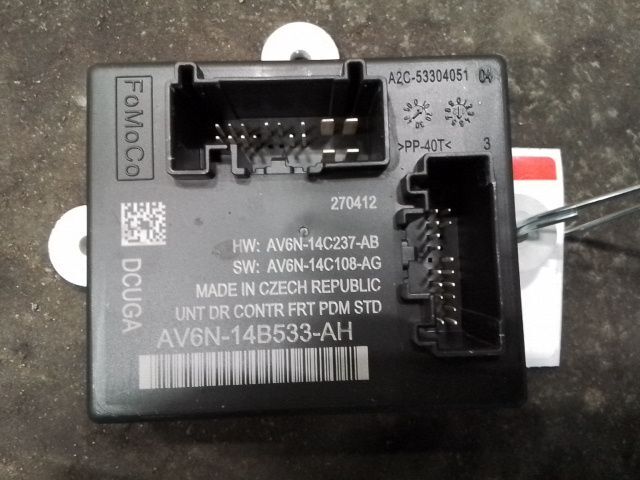 FoMoCo
A2C-53304051 04
>PP-40T< 3
270412
HW: AV6N-14C237-AB
SW: AV6N-14C108-AG
MADE IN CZECH REPUBLIC
UNT DR CONTR FRT PDM STD
AV6N-14B533-AH
DCUGA